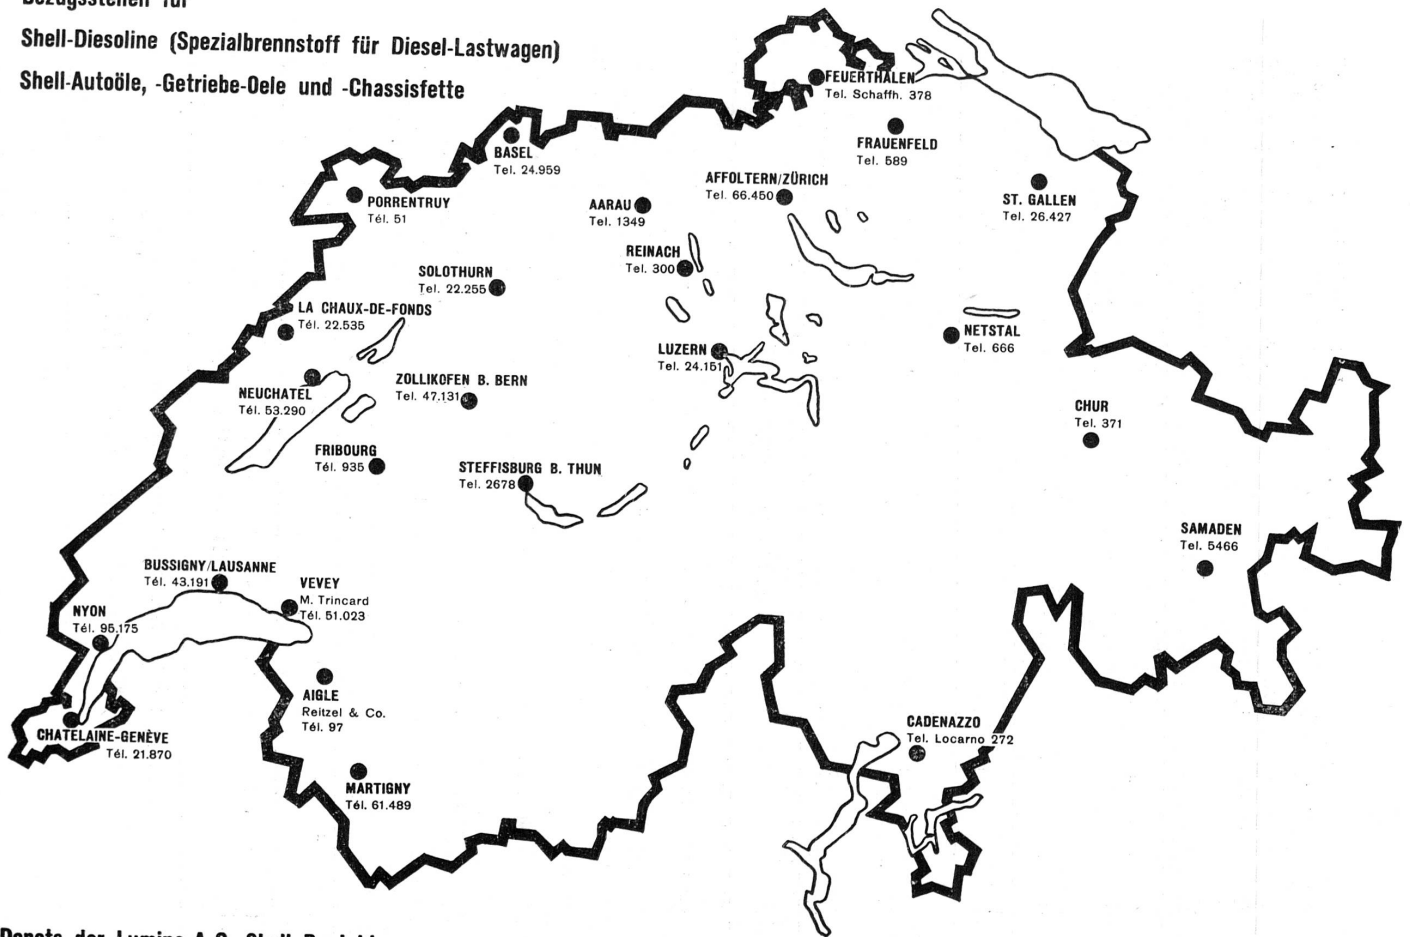 Bezugsstellen für
Shell-Diesoline (Spezialbrennstoff für Diesel-Lastwagen)
Shell-Autoöle, -Getriebe-Oele und -Chassisfette
FEUERTHALEN
Tel. Schaffh. 378
FRAUENFELD
Tel. 589
BASEL
Tel. 24.959
AFFOLTERN/ZÜRICH
Tel. 66.450
ST. GALLEN
Tel. 26.427
PORRENTRUY
Tél. 51
AARAU
Tel. 1349
REINACH
Tel. 300
SOLOTHURN
Tel. 22.255
LA CHAUX-DE-FONDS
Tél. 22.535
NETSTAL
Tel. 666
LUZERN
Tel. 24.151
NEUCHATEL
Tél. 53.290
ZOLLIKOFEN B. BERN
Tel. 47.131
CHUR
Tel. 371
FRIBOURG
Tél. 935
STEFFISBURG B. THUN
Tel. 2678
SAMADEN
Tel. 5466
BUSSIGNY/LAUSANNE
Tél. 43.191
VEVEY
M. Trincard
Tél. 51.023
NYON
Tél. 95.175
AIGLE
Reitzel & Co.
Tél. 97
CHATELAINE-GENÈVE
Tél. 21.870
CADENAZZO
Tel. Locarno 272
MARTIGNY
Tél. 61.489
Depots der Lumina A.G.